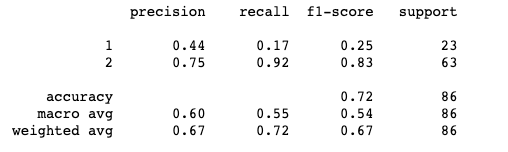 precision recall f1-score support
1 0.44 0.17 0.25 23
2 0.75 0.92 0.83 63
accuracy 0.72 86
macro avg 0.60 0.55 0.54 86
weighted avg 0.67 0.72 0.67 86